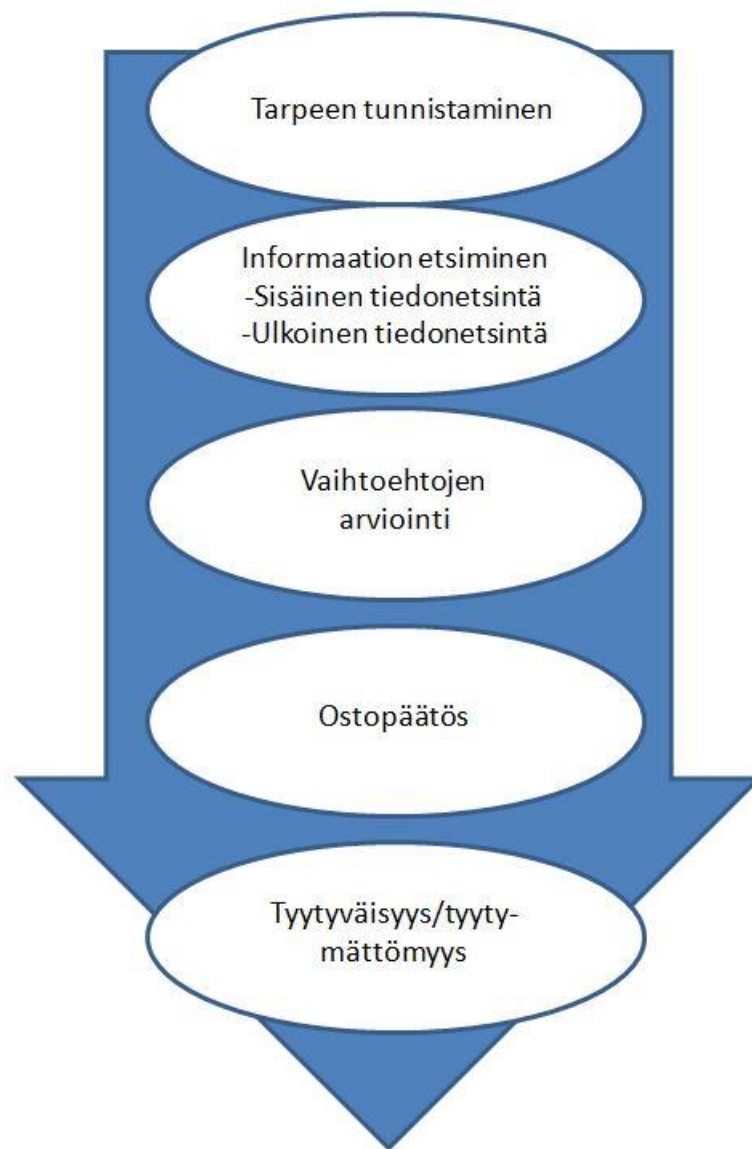 Tarpeen tunnistaminen
Informaation etsiminen
-Sisäinen tiedonetsintä
-Ulkoinen tiedonetsintä
Vaihtoehtojen
arviointi
Ostopäätös
Tyytyväisyys/tyyty-
mättömyys